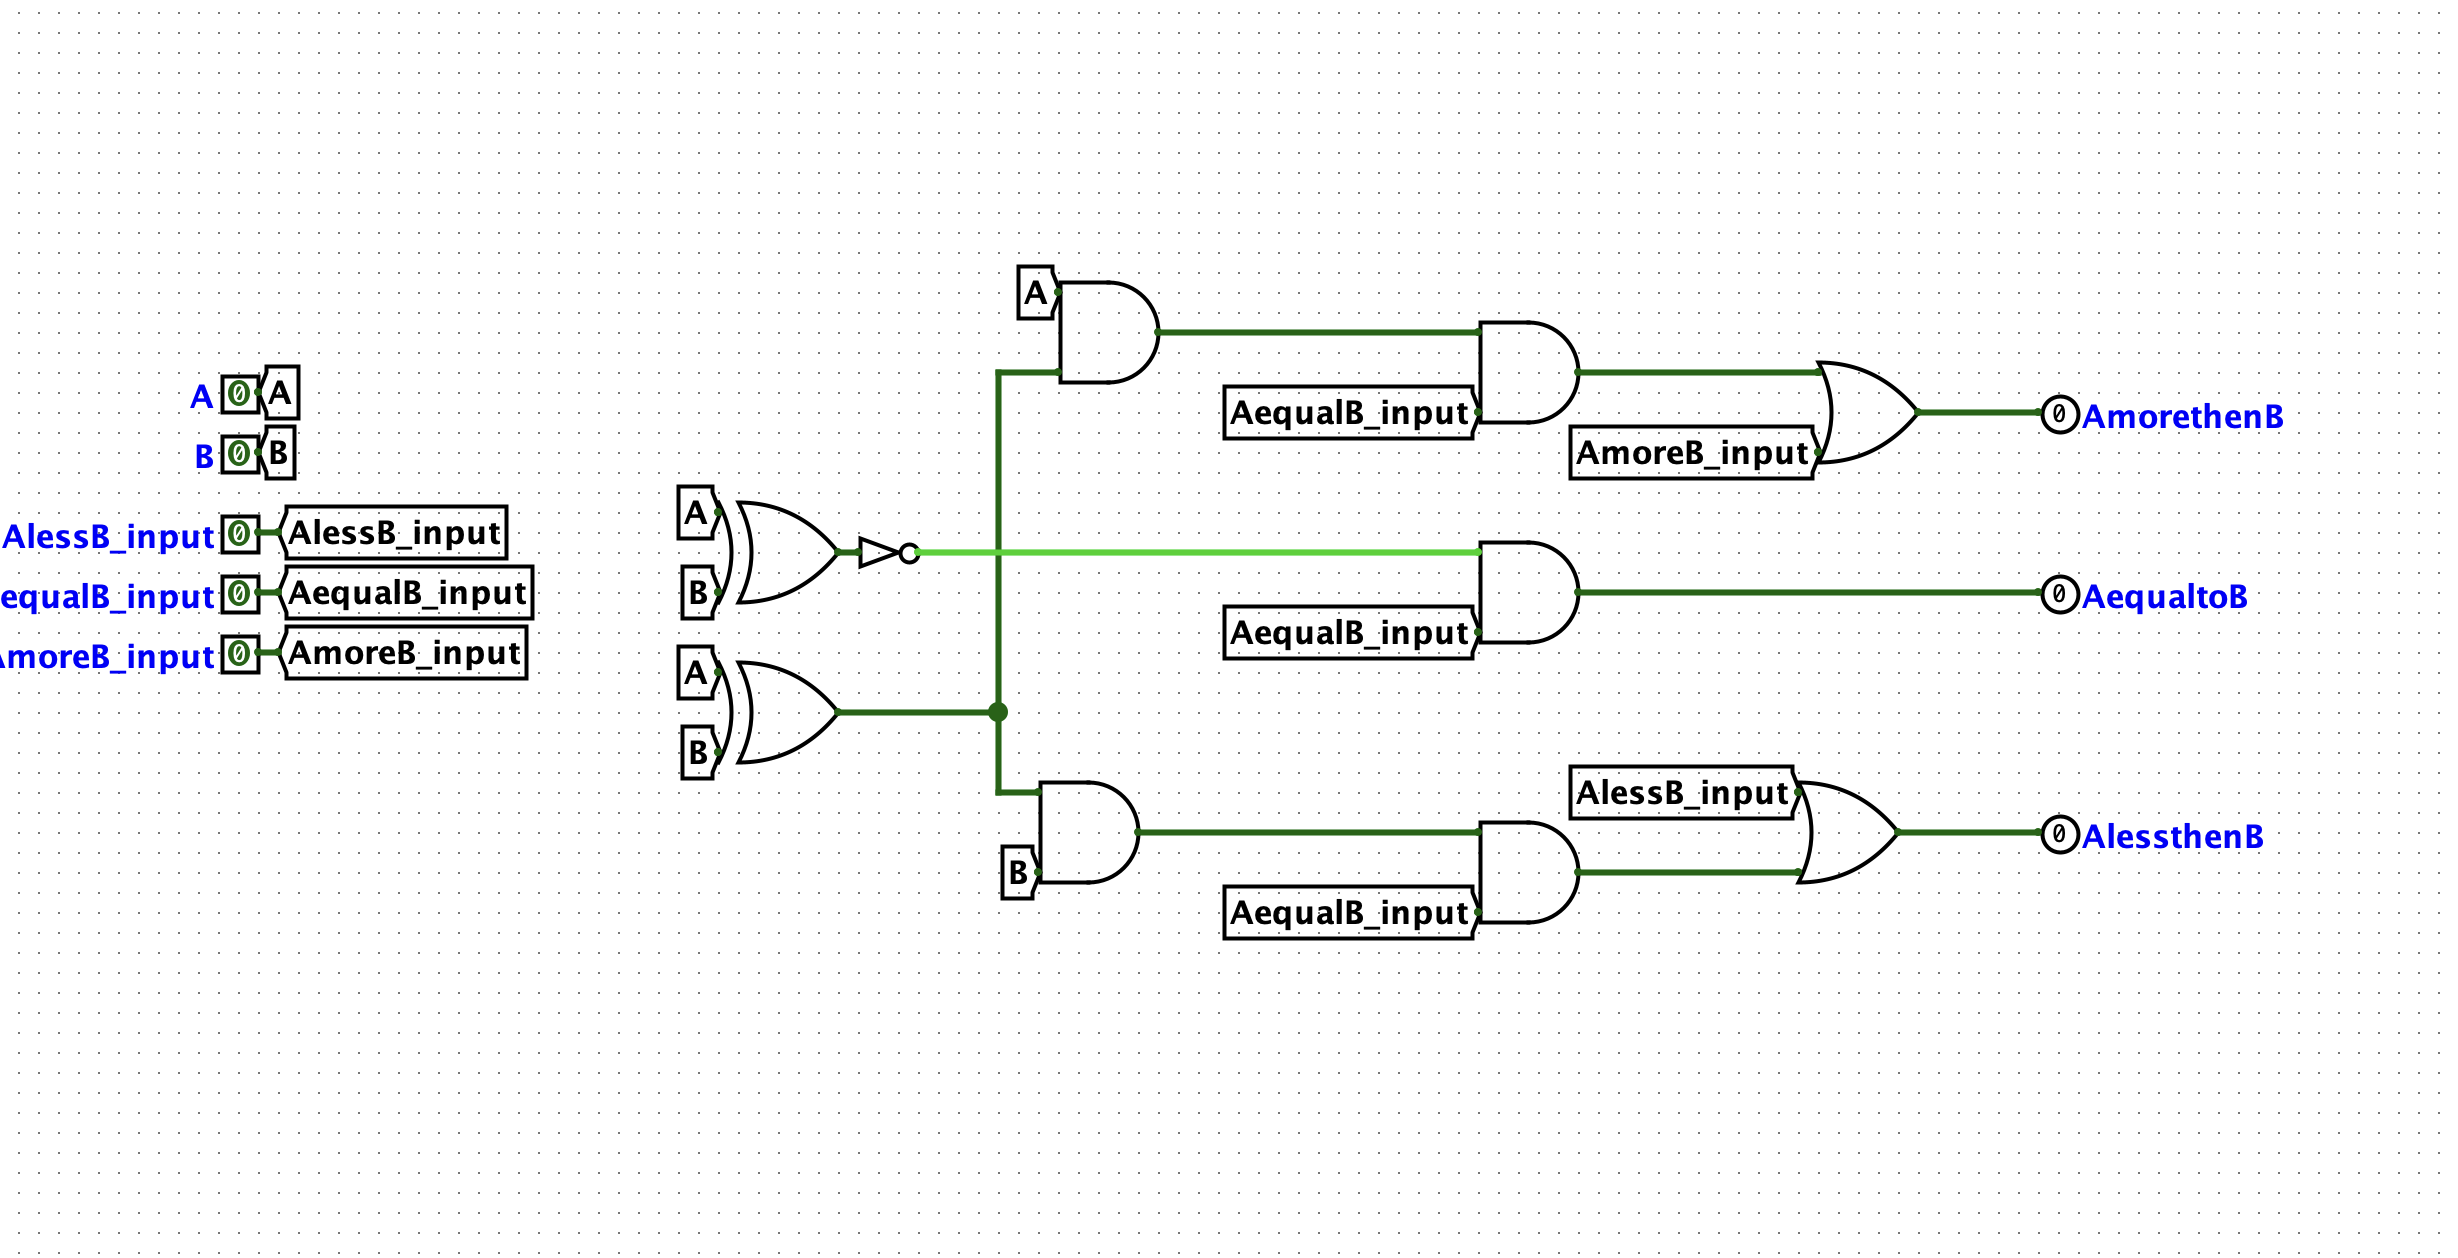 A 0 A
B 0 B
AlessB_input 0 AlessB_input
equalB_input 0 AequalB_input
moreB_input 0 AmoreB_input
A
B
A
B
A
AequalB_input
AmoreB_input
0 AmorethenB
AequalB_input
0 AequaltoB
B
AequalB_input
AlessB_input
0 AlessthenB